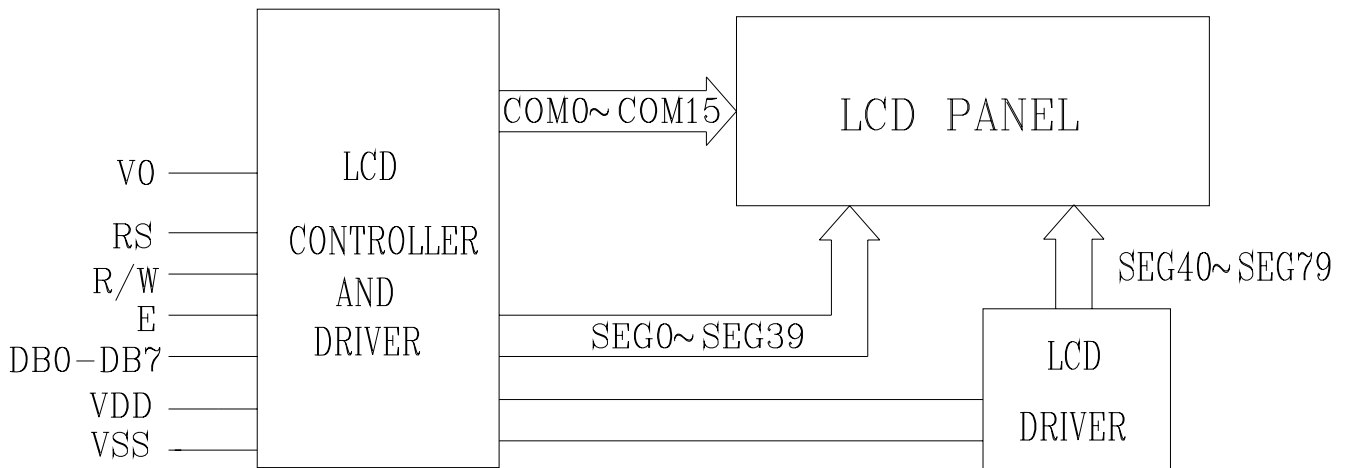 COM0~COM15
LCD PANEL
V0
RS
R/W
E
DB0-DB7
VDD
VSS
LCD
CONTROLLER
AND
DRIVER
SEG0~SEG39
SEG40~SEG79
LCD
DRIVER